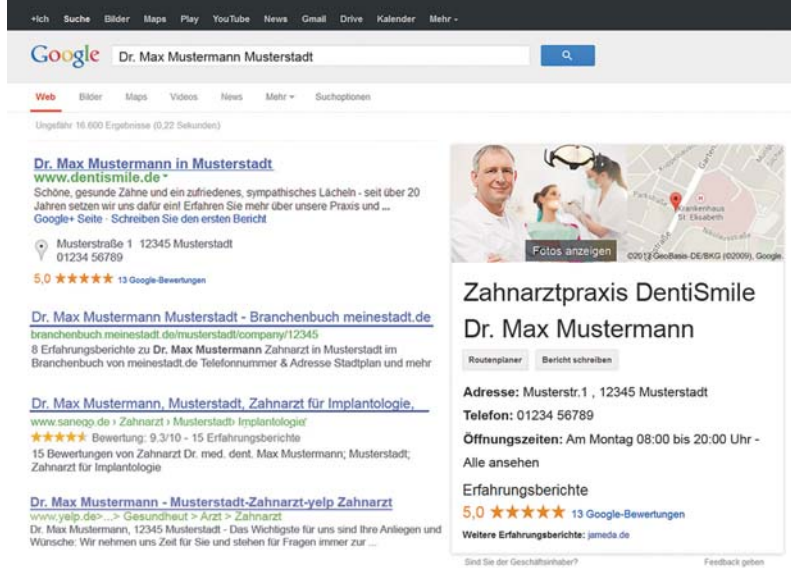 +Ich Suche Bilder Maps Play YouTube News Gmail Drive Kalender Mehr
Google Dr. Max Mustermann Musterstadt
Web Bilder Maps Videos News Mehr Suchoptionen
Ungefähr 16.600 Ergebnisse (0,22 Sekunden)
Dr. Max Mustermann in Musterstadt
www.dentismile.de
Schöne, gesunde Zähne und ein zufriedenes, sympathisches Lächeln - seit über 20
Jahren setzen wir uns dafür ein! Erfahren Sie mehr über unsere Praxis und ...
Google+ Seite - Schreiben Sie den ersten Bericht
Musterstraße 1 12345 Musterstadt
01234 56789
5,0 ★★★★★ 13 Google-Bewertungen
Dr. Max Mustermann Musterstadt - Branchenbuch meinestadt.de
branchenbuch.meinestadt.de/musterstadt/company/12345
8 Erfahrungsberichte zu Dr. Max Mustermann Zahnarzt in Musterstadt im
Branchenbuch von meinestadt.de Telefonnummer & Adresse Stadtplan und mehr
Dr. Max Mustermann, Musterstadt, Zahnarzt für Implantologie,
www.sanego.de › Zahnarzt › Musterstadt› Implantologie/
Bewertung: 9.3/10 - 15 Erfahrungsberichte
15 Bewertungen von Zahnarzt Dr. med. dent. Max Mustermann; Musterstadt;
Zahnarzt für Implantologie
Dr. Max Mustermann - Musterstadt-Zahnarzt-yelp Zahnarzt
www.yelp.de>...> Gesundheut > Arzt > Zahnarzt
Dr. Max Mustermann, 12345 Musterstadt - Das Wichtigste für uns sind Ihre Anliegen und
Wünsche: Wir nehmen uns Zeit für Sie und stehen für Fragen immer zur ...
Parkstraße
Krankenhaus
St. Elisabeth
Nikolausstraße
Fotos anzeigen
©2013 GeoBasis-DE/BKG (©2009), Google
Zahnarztpraxis DentiSmile
Dr. Max Mustermann
Routenplaner Bericht schreiben
Adresse: Musterstr.1 , 12345 Musterstadt
Telefon: 01234 56789
Öffnungszeiten: Am Montag 08:00 bis 20:00 Uhr -
Alle ansehen
Erfahrungsberichte
5,0 ★★★★★ 13 Google-Bewertungen
Weitere Erfahrungsberichte: jameda.de
Sind Sie der Geschäftsinhaber? Feedback geben